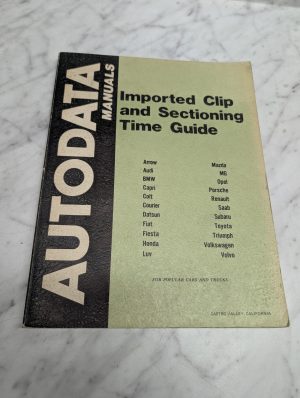 AUTODATA
MANUALS
Imported Clip
and Sectioning
Time Guide
Arrow
Audi
BMW
Capri
Colt
Courier
Datsun
Fiat
Fiesta
Honda
Luv
Mazda
MG
Opel
Porsche
Renault
Saab
Subaru
Toyota
Triumph
Volkswagen
Volvo
FOR POPULAR CARS AND TRUCKS
CASTRO VALLEY, CALIFORNIA